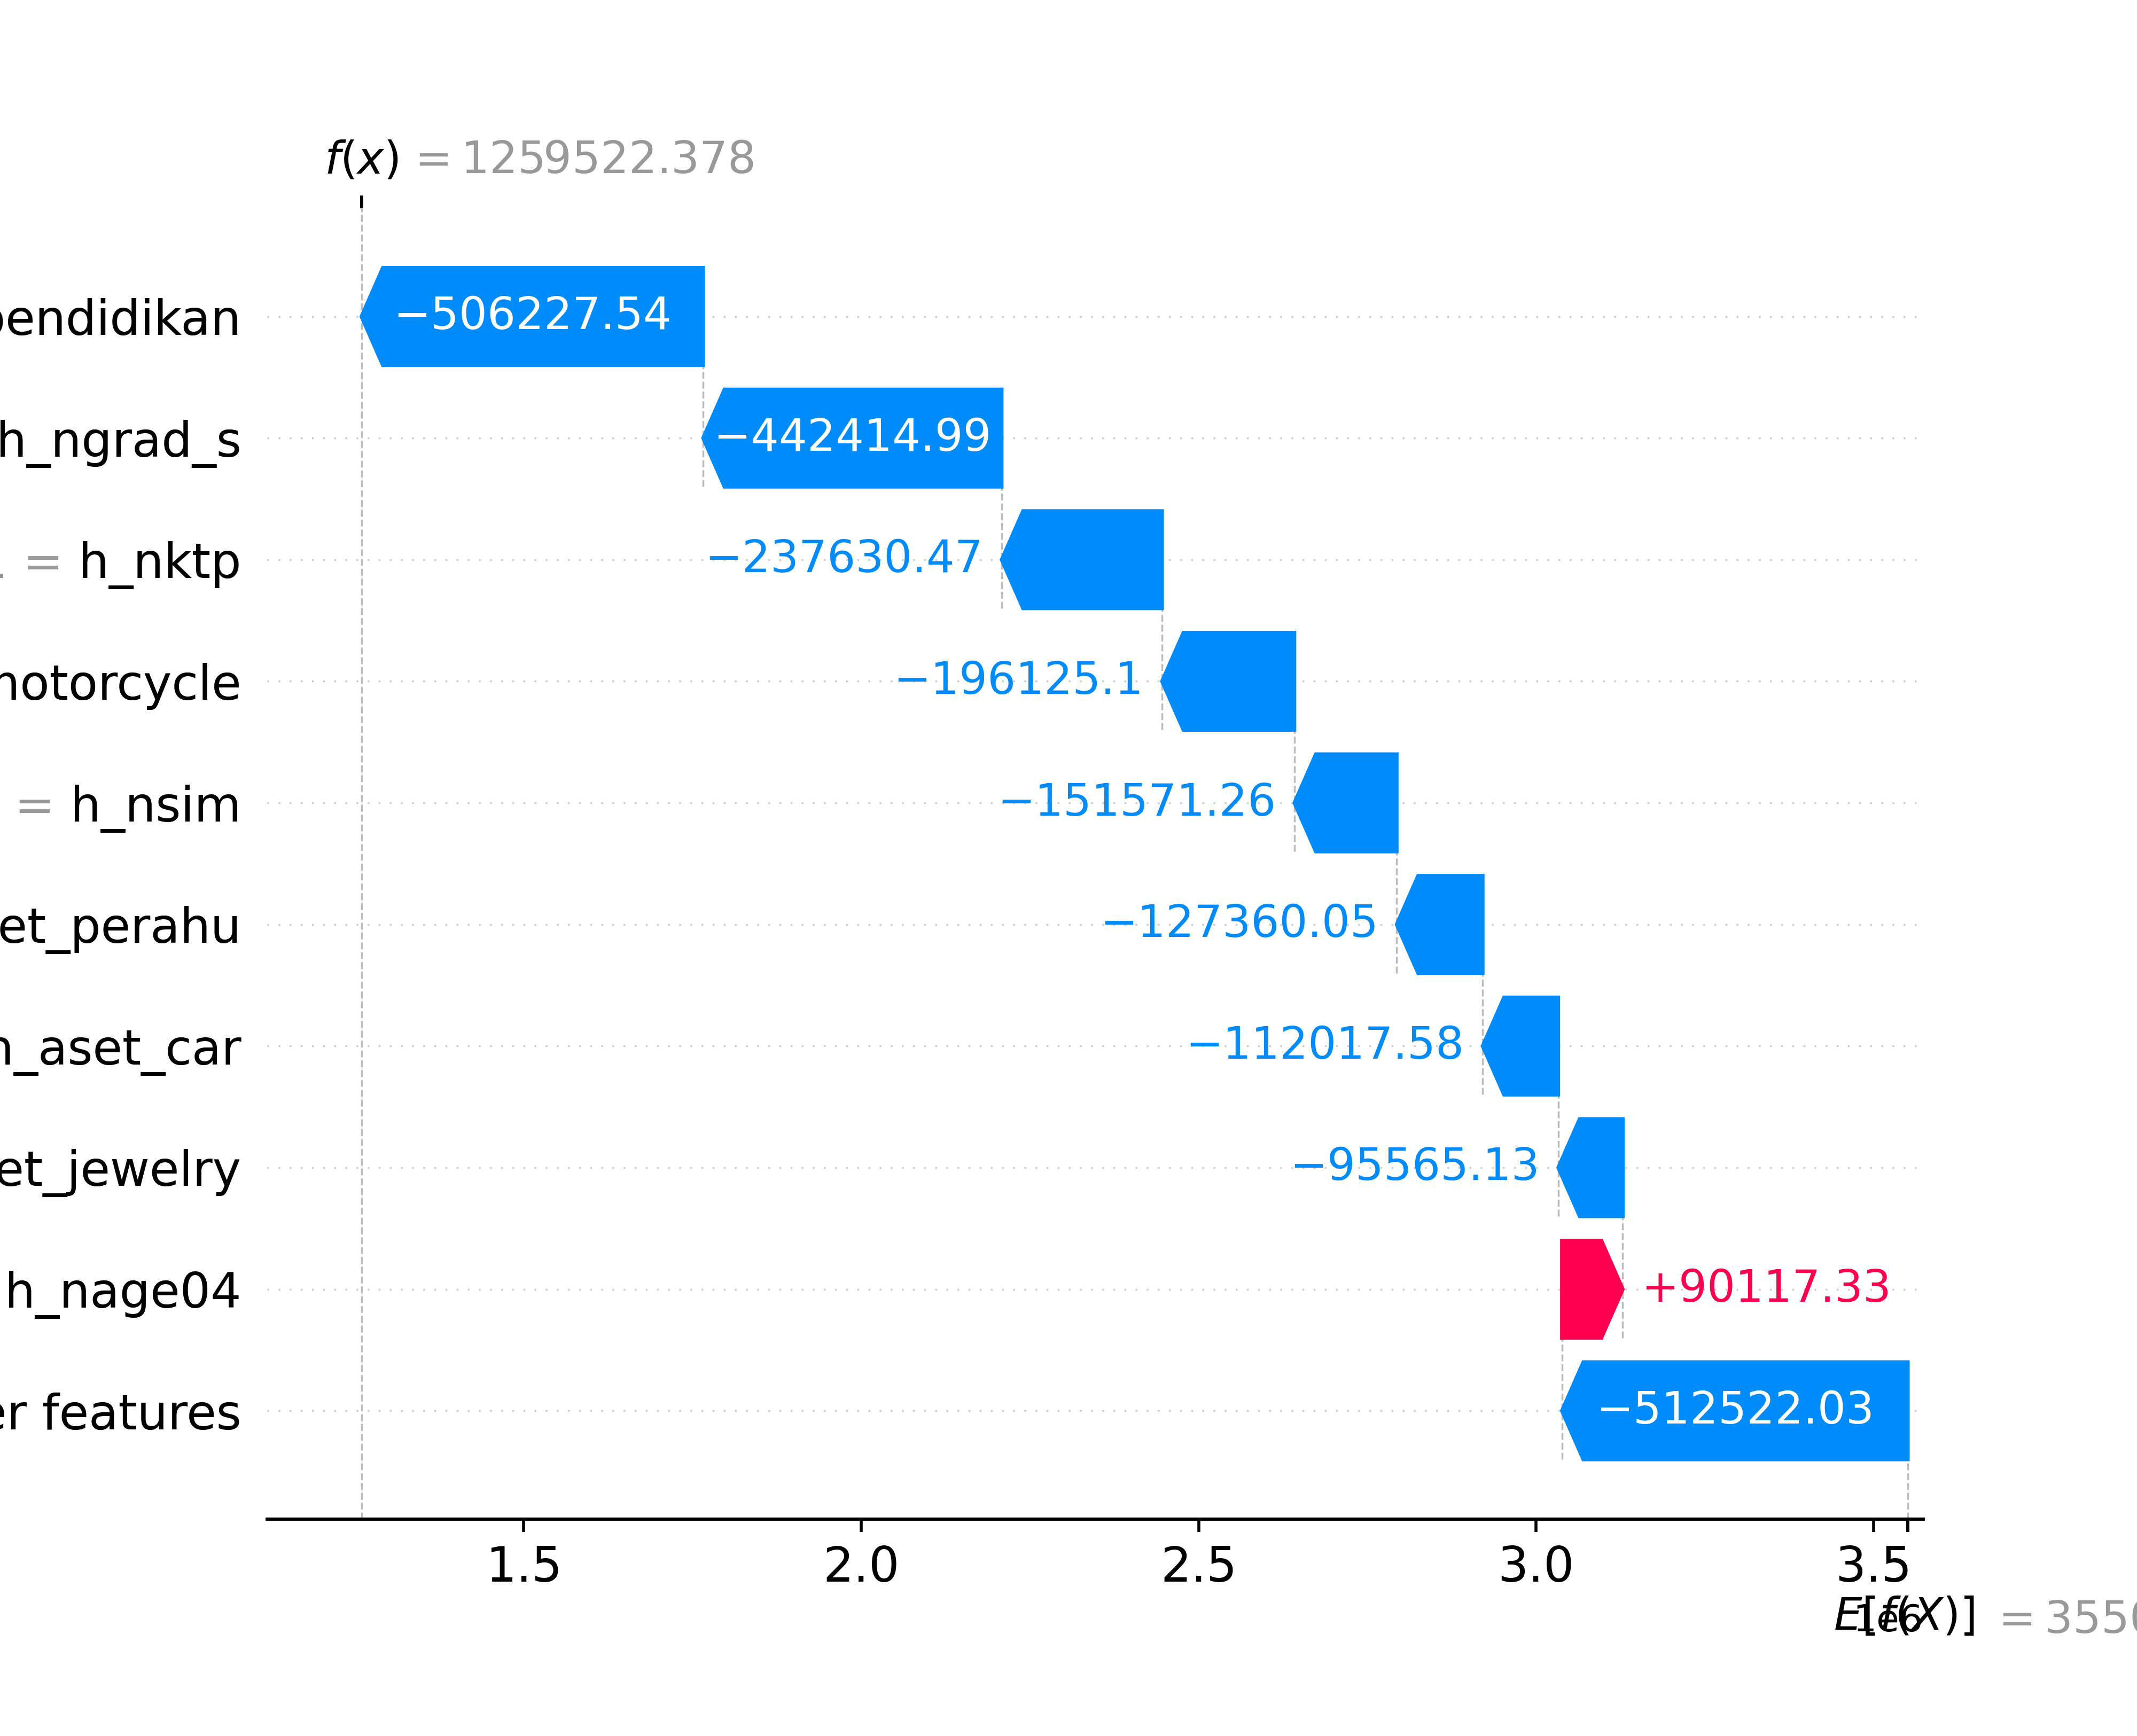 f(x) = 1259522.378
pendidikan −506227.54
h_ngrad_s −442414.99
= h_nktp −237630.47
motorcycle −196125.1
= h_nsim −151571.26
et_perahu −127360.05
_aset_car −112017.58
et_jewelry −95565.13
h_nage04 +90117.33
er features −512522.03
1.5 2.0 2.5 3.0 3.5
1e6
E[f(X)] = 3550